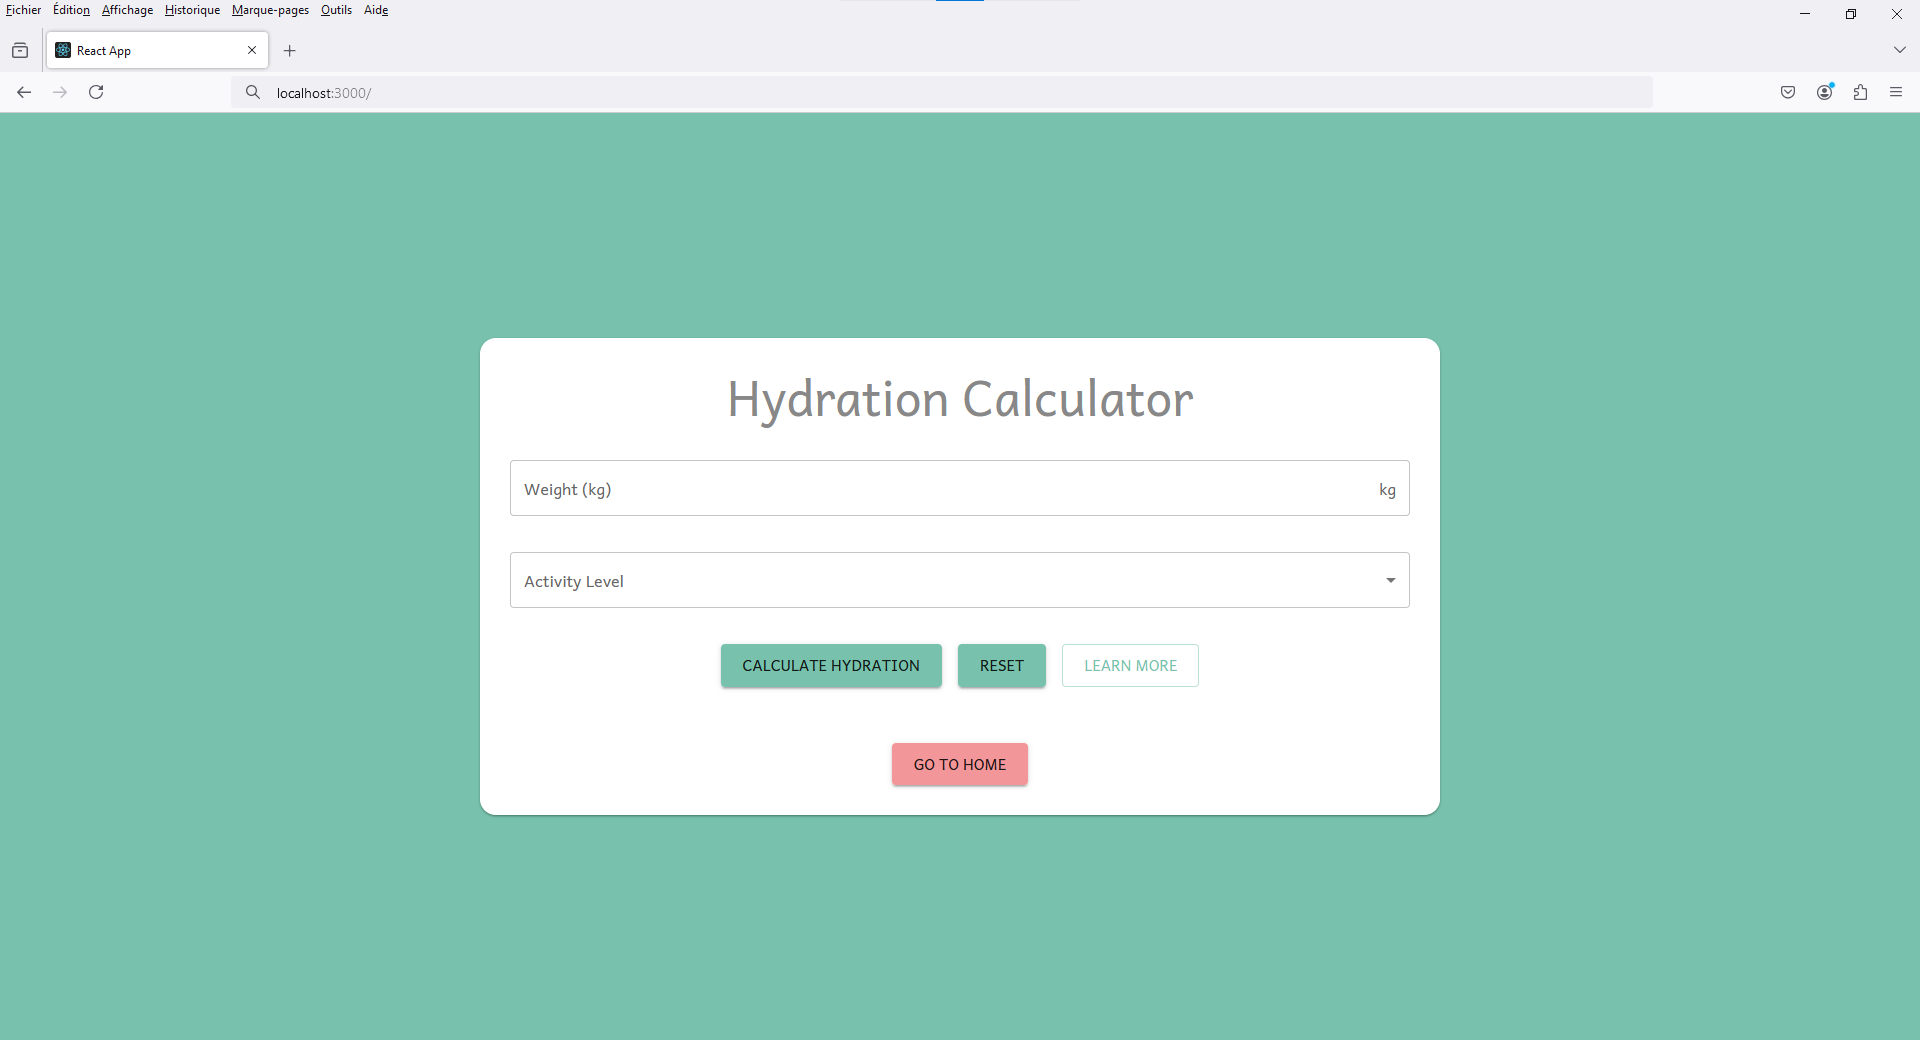 Fichier Édition Affichage Historique Marque-pages Outils Aide
React App
localhost:3000/
Hydration Calculator
Weight (kg) kg
Activity Level
CALCULATE HYDRATION RESET LEARN MORE
GO TO HOME